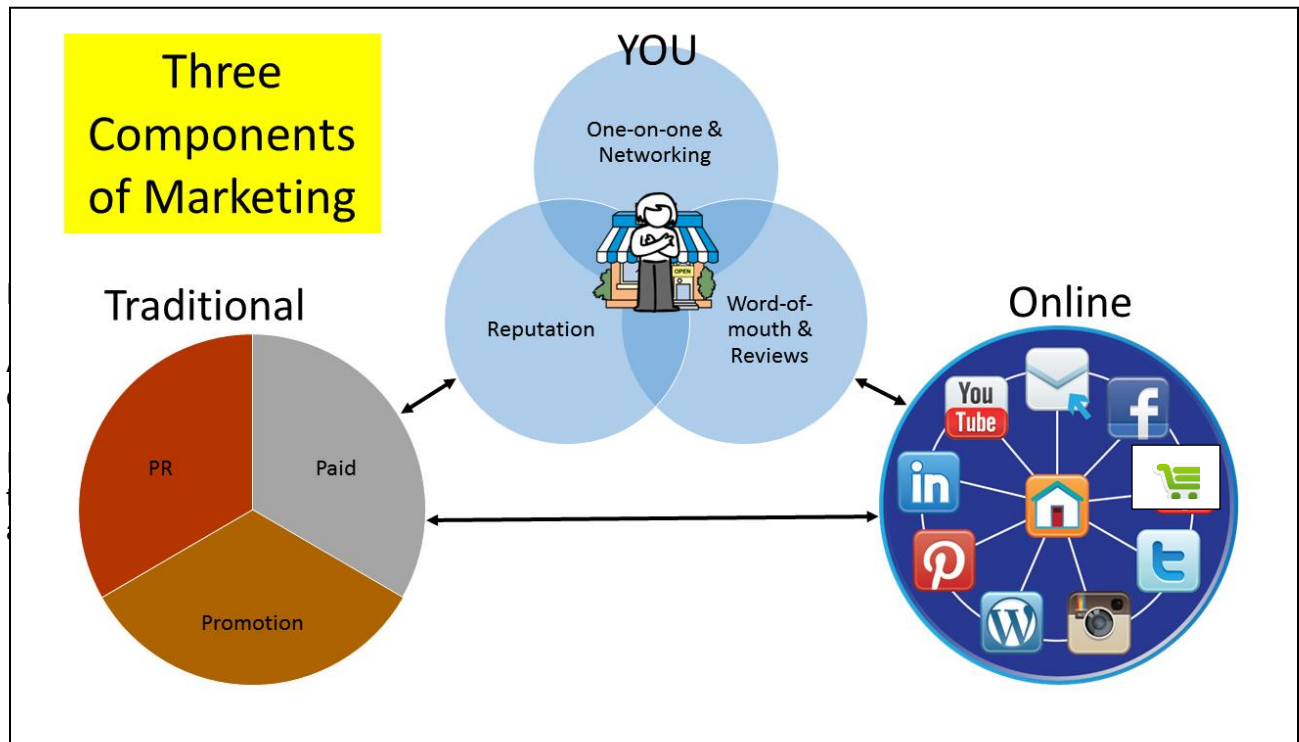 Three
Components
of Marketing
YOU
One-on-one &
Networking
Reputation
Word-of-
mouth &
Reviews
OPEN
Traditional
PR
Paid
Promotion
Online
You
Tube
f
in
t
W